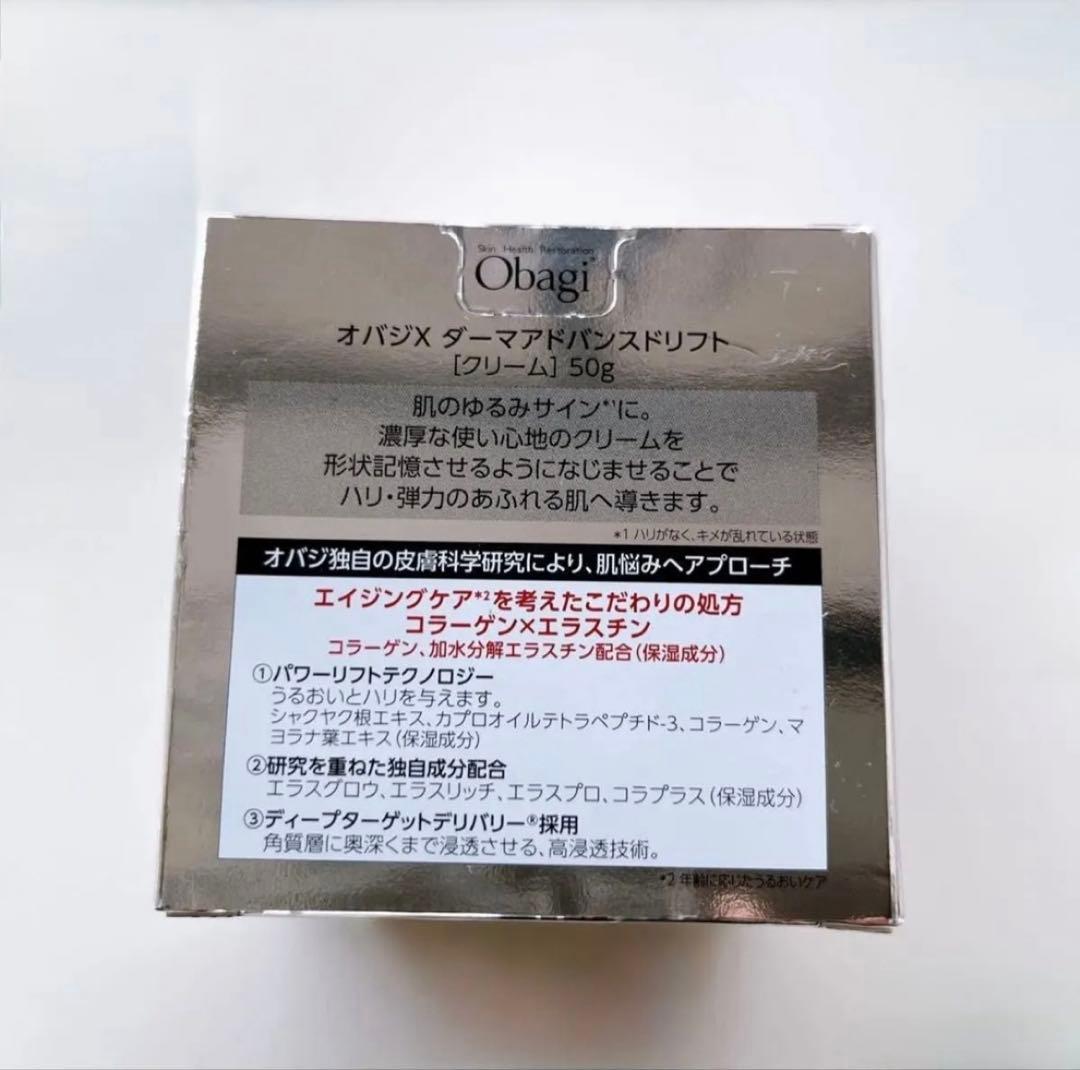 Skin Health Restoration
Obagi®
オバジX ダーマアドバンスドリフト
[クリーム] 50g
肌のゆるみサイン*1に。
濃厚な使い心地のクリームを
形状記憶させるようになじませることで
ハリ・弾力のあふれる肌へ導きます。
*1 ハリがなく、キメが乱れている状態
オバジ独自の皮膚科学研究により、肌悩みへアプローチ
エイジングケア*2を考えたこだわりの処方
コラーゲン×エラスチン
コラーゲン、加水分解エラスチン配合(保湿成分)
①パワーリフトテクノロジー
うるおいとハリを与えます。
シャクヤク根エキス、カプロオイルテトラペプチド-3、コラーゲン、マ
ヨラナ葉エキス(保湿成分)
②研究を重ねた独自成分配合
エラスグロウ、エラスリッチ、エラスプロ、コラプラス(保湿成分)
③ディープターゲットデリバリー®採用
角質層に奥深くまで浸透させる、高浸透技術。
*2 年齢に応じたうるおいケア